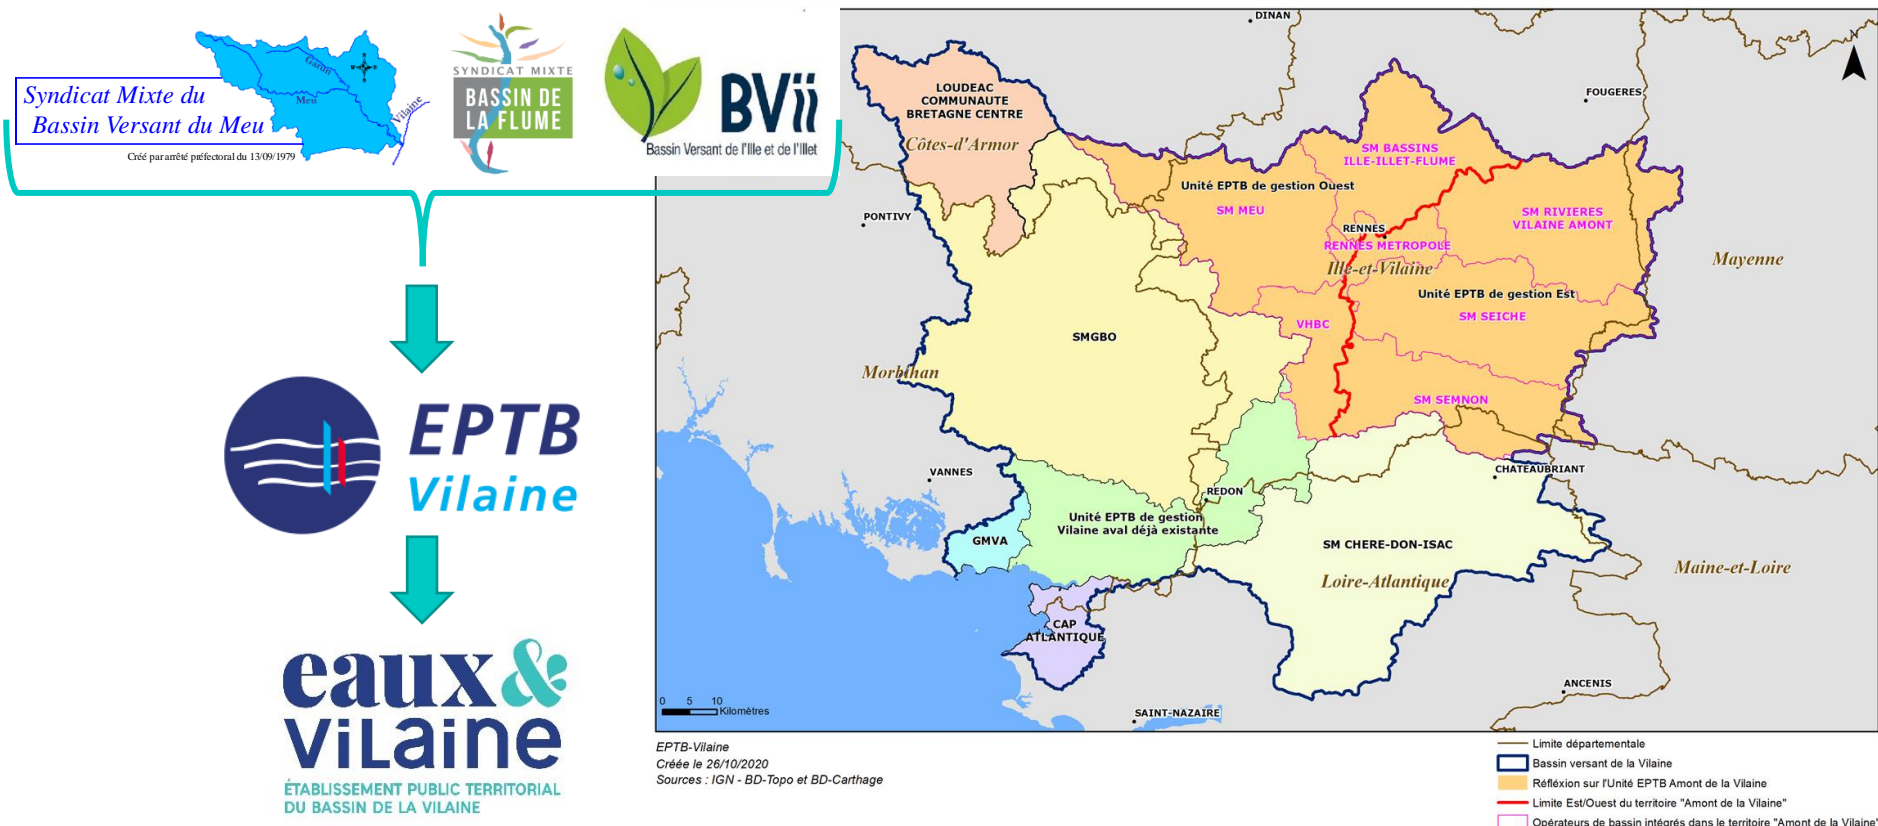 Syndicat Mixte du
Bassin Versant du Meu
Garun
Meu
Vilaine
Créé par arrêté préfectoral du 13/09/1979
SYNDICAT MIXTE
BASSIN DE
LA FLUME
BVii
Bassin Versant de l'Ille et de l'Illet
EPTB
Vilaine
eaux&
ViLaine
ÉTABLISSEMENT PUBLIC TERRITORIAL
DU BASSIN DE LA VILAINE
DINAN
N
LOUDEAC
COMMUNAUTE
BRETAGNE CENTRE
Côtes-d'Armor
FOUGERES
SM BASSINS
ILLE-ILLET-FLUME
Unité EPTB de gestion Ouest
SM MEU
PONTIVY
SM RIVIERES
VILAINE AMONT
RENNES
RENNES METROPOLE
Ille-et-Vilaine
Mayenne
Unité EPTB de gestion Est
SM SEICHE
VHBC
SMGBO
Morbihan
SM SEMNON
VANNES
CHATEAUBRIANT
REDON
Unité EPTB de gestion
Vilaine aval déjà existante
GMVA
SM CHERE-DON-ISAC
Loire-Atlantique
Maine-et-Loire
CAP
ATLANTIQUE
ANCENIS
SAINT-NAZAIRE
0 5 10
Kilomètres
EPTB-Vilaine
Créée le 26/10/2020
Sources : IGN - BD-Topo et BD-Carthage
Limite départementale
Bassin versant de la Vilaine
Réfléxion sur l'Unité EPTB Amont de la Vilaine
Limite Est/Ouest du territoire "Amont de la Vilaine"
Opérateurs de bassin intégrés dans le territoire "Amont de la Vilaine"